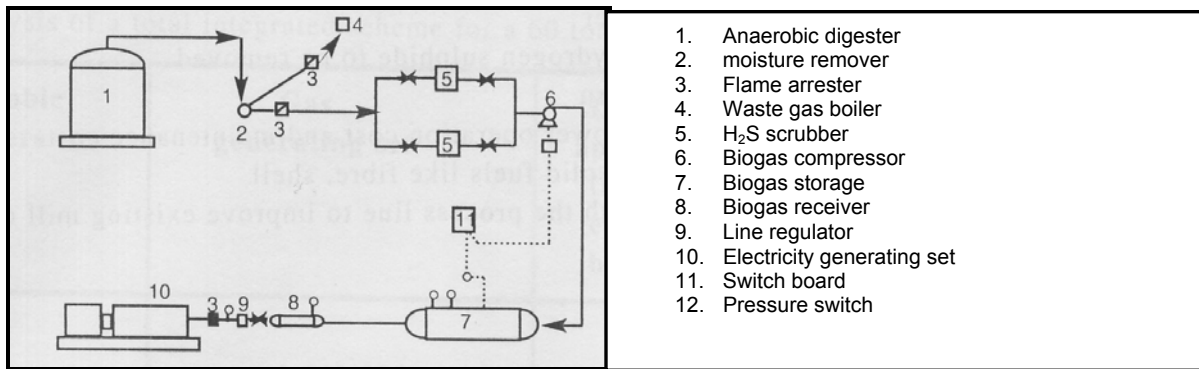 1
2
3
3
4
5
5
6
7
8
9
3
10
11
1. Anaerobic digester
2. moisture remover
3. Flame arrester
4. Waste gas boiler
5. H₂S scrubber
6. Biogas compressor
7. Biogas storage
8. Biogas receiver
9. Line regulator
10. Electricity generating set
11. Switch board
12. Pressure switch